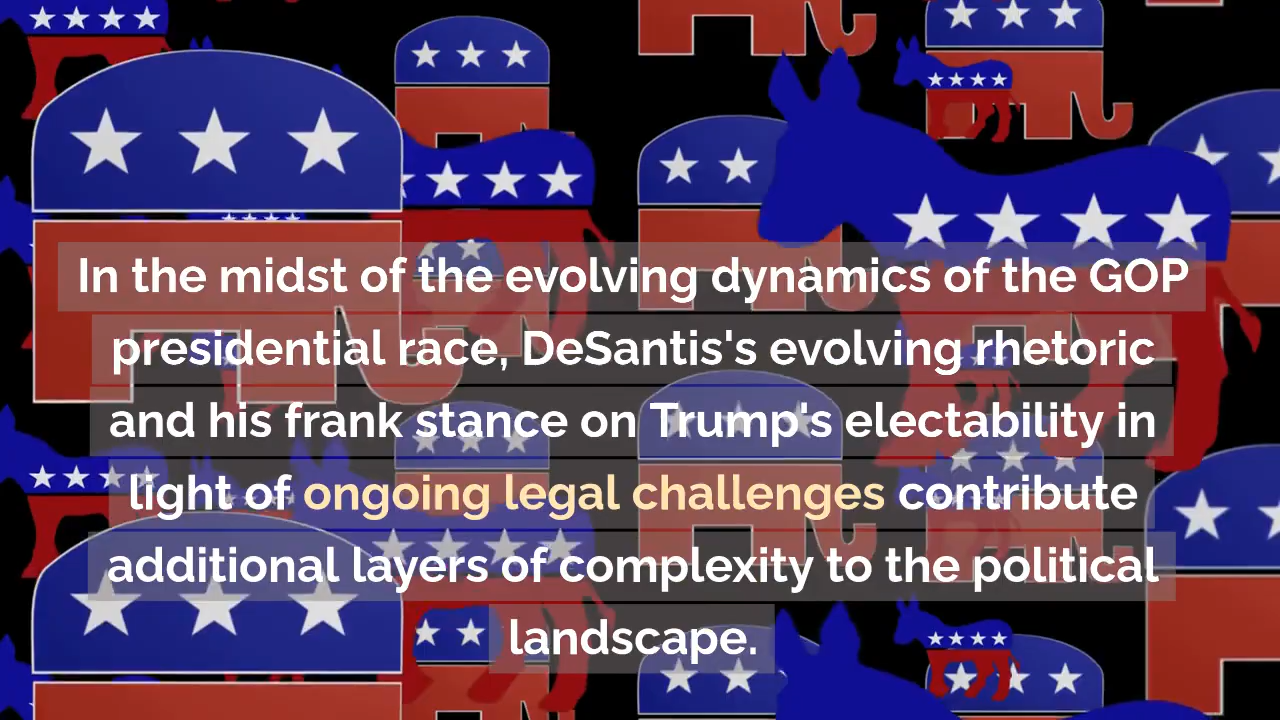 In the midst of the evolving dynamics of the GOP
presidential race, DeSantis's evolving rhetoric
and his frank stance on Trump's electability in
light of ongoing legal challenges contribute
additional layers of complexity to the political
landscape.